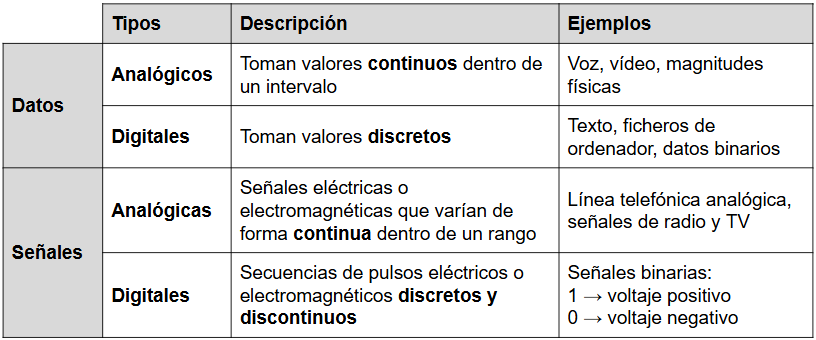 Tipos Descripción Ejemplos
Datos
Analógicos
Toman valores continuos dentro de
un intervalo
Voz, vídeo, magnitudes
físicas
Digitales
Toman valores discretos
Texto, ficheros de
ordenador, datos binarios
Señales
Analógicas
Señales eléctricas o
electromagnéticas que varían de
forma continua dentro de un rango
Línea telefónica analógica,
señales de radio y TV
Digitales
Secuencias de pulsos eléctricos o
electromagnéticos discretos y
discontinuos
Señales binarias:
1 → voltaje positivo
0 → voltaje negativo